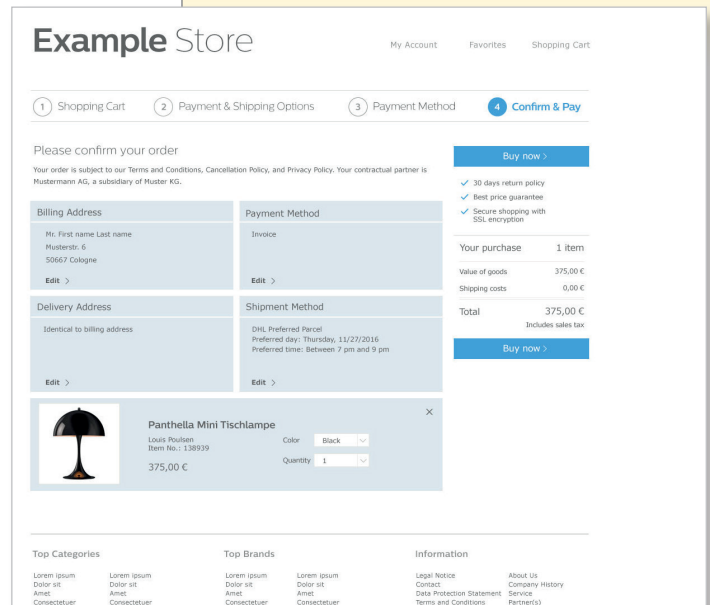 Example Store
My Account Favorites Shopping Cart
1 Shopping Cart 2 Payment & Shipping Options 3 Payment Method 4 Confirm & Pay
Please confirm your order
Your order is subject to our Terms and Conditions, Cancellation Policy, and Privacy Policy. Your contractual partner is
Mustermann AG, a subsidiary of Muster KG.
Billing Address
Mr. First name Last name
Musterstr. 6
50667 Cologne
Edit >
Payment Method
Invoice
Edit >
Delivery Address
Identical to billing address
Edit >
Shipment Method
DHL Preferred Parcel
Preferred day: Thursday, 11/27/2016
Preferred time: Between 7 pm and 9 pm
Edit >
Panthella Mini Tischlampe
Louis Poulsen
Item No.: 138939
375,00 €
Color Black
Quantity 1
Buy now >
30 days return policy
Best price guarantee
Secure shopping with
SSL encryption
Your purchase 1 item
Value of goods 375,00 €
Shipping costs 0,00 €
Total 375,00 €
Includes sales tax
Buy now >
Top Categories
Lorem ipsum Lorem ipsum
Dolor sit Dolor sit
Amet Amet
Consectetuer Consectetuer
Top Brands
Lorem ipsum Lorem ipsum
Dolor sit Dolor sit
Amet Amet
Consectetuer Consectetuer
Information
Legal Notice About Us
Contact Company History
Data Protection Statement Service
Terms and Conditions Partner(s)